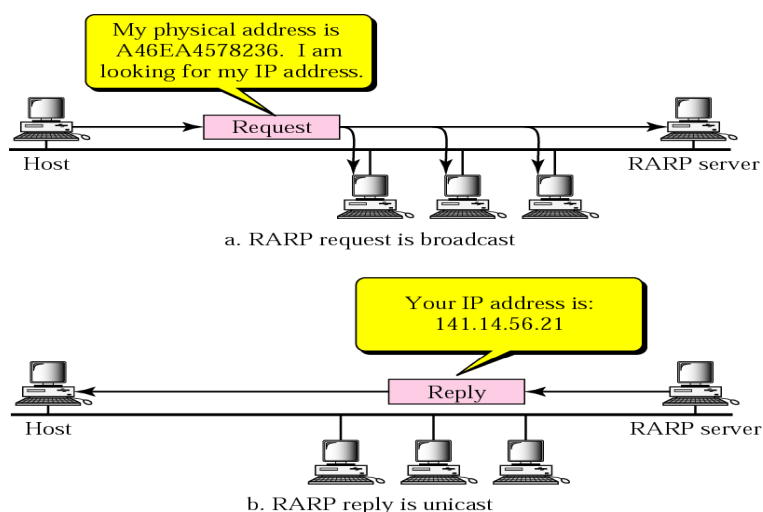 My physical address is
A46EA4578236. I am
looking for my IP address.
Request
Host
RARP server
a. RARP request is broadcast
Your IP address is:
141.14.56.21
Reply
Host
RARP server
b. RARP reply is unicast